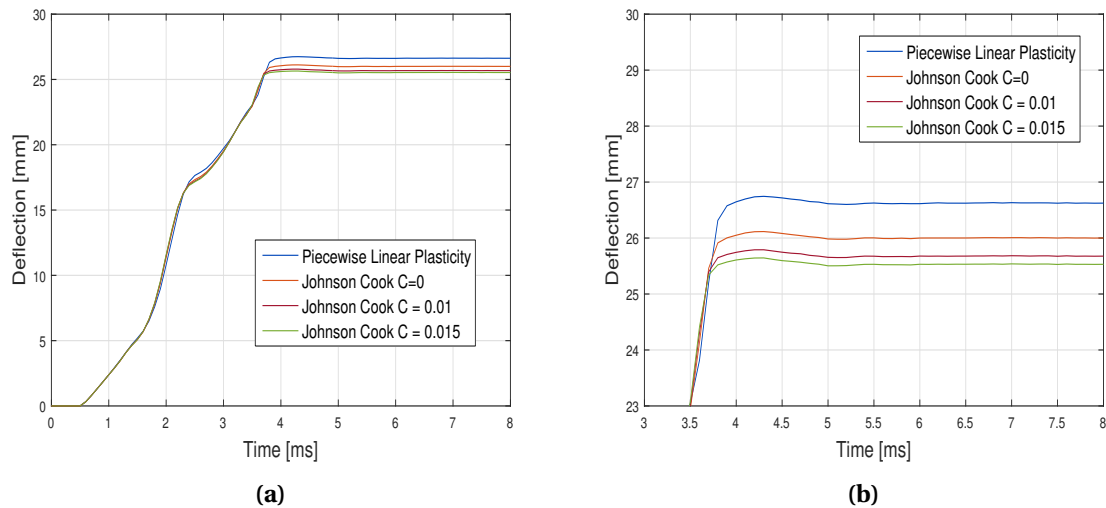 30
25
20
15
10
5
0
Deflection [mm]
Piecewise Linear Plasticity
Johnson Cook C=0
Johnson Cook C = 0.01
Johnson Cook C = 0.015
0 1 2 3 4 5 6 7 8
Time [ms]
(a)
30
29
28
27
26
25
24
23
Deflection [mm]
Piecewise Linear Plasticity
Johnson Cook C=0
Johnson Cook C = 0.01
Johnson Cook C = 0.015
3 3.5 4 4.5 5 5.5 6 6.5 7 7.5 8
Time [ms]
(b)